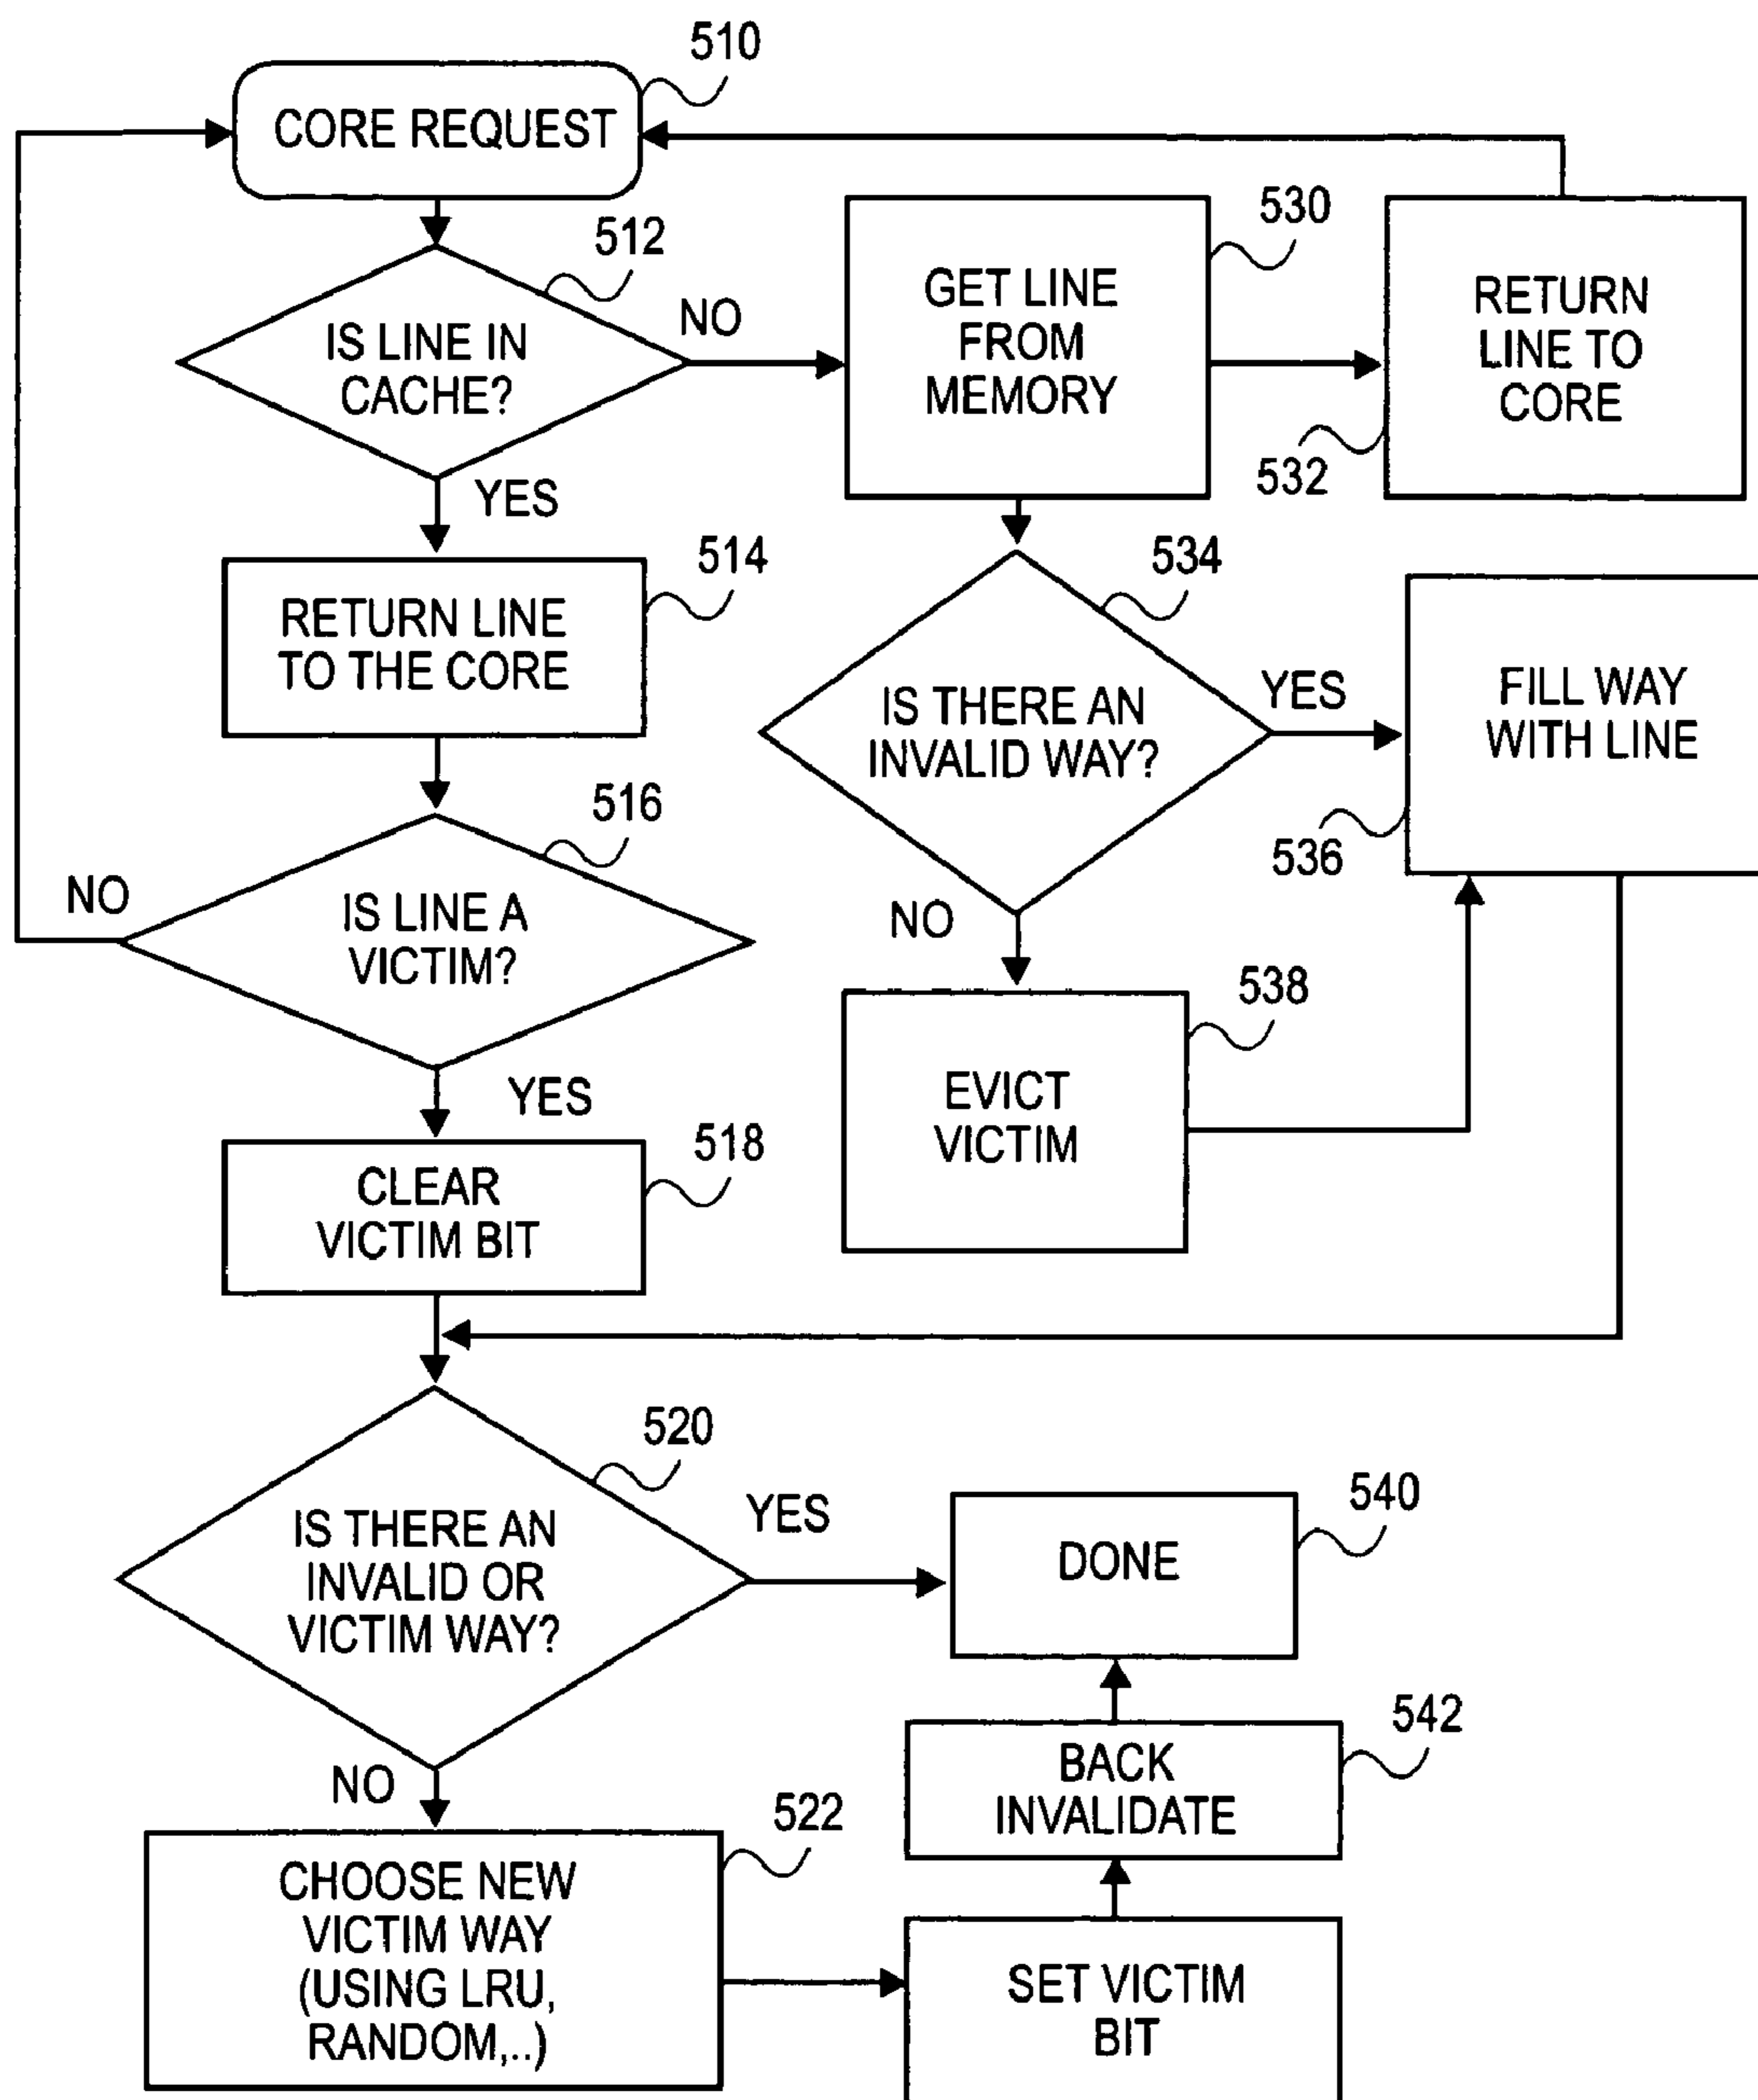 510
CORE REQUEST
512
IS LINE IN
CACHE?
NO
YES
530
GET LINE
FROM
MEMORY
RETURN
LINE TO
CORE
532
514
RETURN LINE
TO THE CORE
534
IS THERE AN
INVALID WAY?
YES
NO
FILL WAY
WITH LINE
536
516
IS LINE A
VICTIM?
NO
YES
538
EVICT
VICTIM
518
CLEAR
VICTIM BIT
520
IS THERE AN
INVALID OR
VICTIM WAY?
YES
NO
540
DONE
542
BACK
INVALIDATE
522
CHOOSE NEW
VICTIM WAY
(USING LRU,
RANDOM,..)
SET VICTIM
BIT